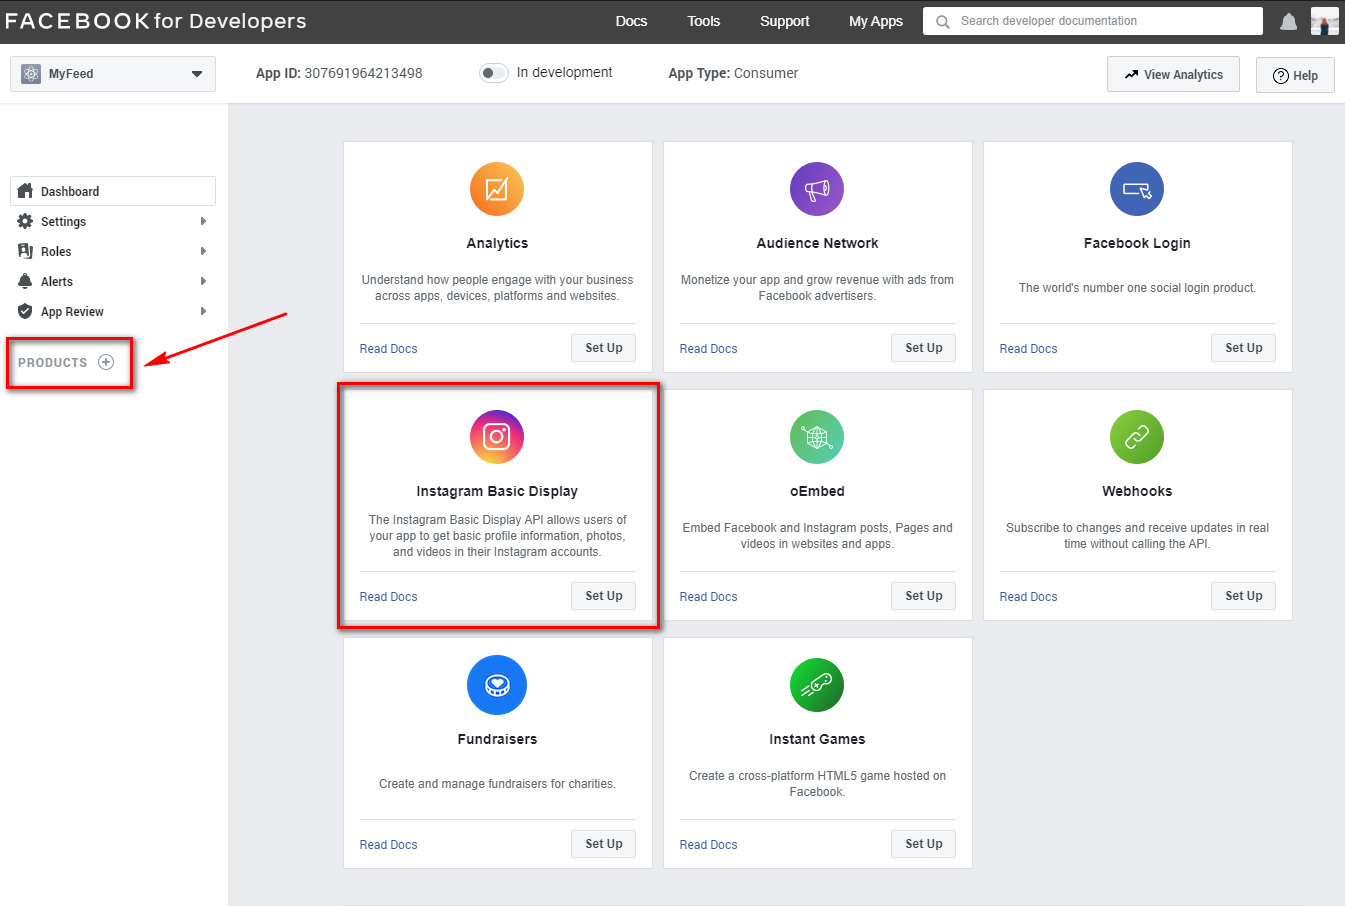 FACEBOOK for Developers
Docs
Tools
Support
My Apps
Search developer documentation
MyFeed
App ID: 307691964213498
In development
App Type: Consumer
View Analytics
Help
Dashboard
Settings
Roles
Alerts
App Review
PRODUCTS
Analytics
Understand how people engage with your business
across apps, devices, platforms and websites.
Read Docs
Set Up
Audience Network
Monetize your app and grow revenue with ads from
Facebook advertisers.
Read Docs
Set Up
Facebook Login
The world's number one social login product.
Read Docs
Set Up
Instagram Basic Display
The Instagram Basic Display API allows users of
your app to get basic profile information, photos,
and videos in their Instagram accounts.
Read Docs
Set Up
oEmbed
Embed Facebook and Instagram posts, Pages and
videos in websites and apps.
Read Docs
Set Up
Webhooks
Subscribe to changes and receive updates in real
time without calling the API.
Read Docs
Set Up
Fundraisers
Create and manage fundraisers for charities.
Read Docs
Set Up
Instant Games
Create a cross-platform HTML5 game hosted on
Facebook.
Read Docs
Set Up